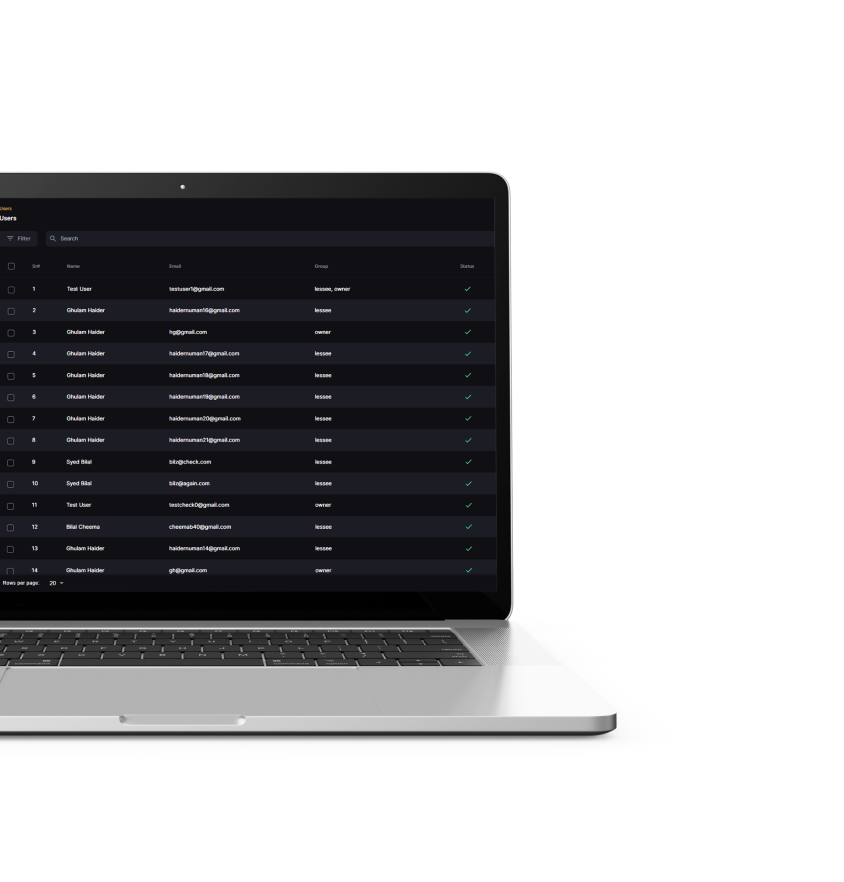 Users
Users
Filter Search
Sr# Name Email Group Status
1 Test User testuser1@gmail.com lessee, owner
2 Ghulam Haider haidernuman16@gmail.com lessee
3 Ghulam Haider hg@gmail.com owner
4 Ghulam Haider haidernuman17@gmail.com lessee
5 Ghulam Haider haidernuman18@gmail.com lessee
6 Ghulam Haider haidernuman19@gmail.com lessee
7 Ghulam Haider haidernuman20@gmail.com lessee
8 Ghulam Haider haidernuman21@gmail.com lessee
9 Syed Bilal bliz@check.com lessee
10 Syed Bilal bliz@again.com lessee
11 Test User testcheck0@gmail.com owner
12 Bilal Cheema cheemab40@gmail.com lessee
13 Ghulam Haider haidernuman14@gmail.com lessee
14 Ghulam Haider gh@gmail.com owner
Rows per page: 20